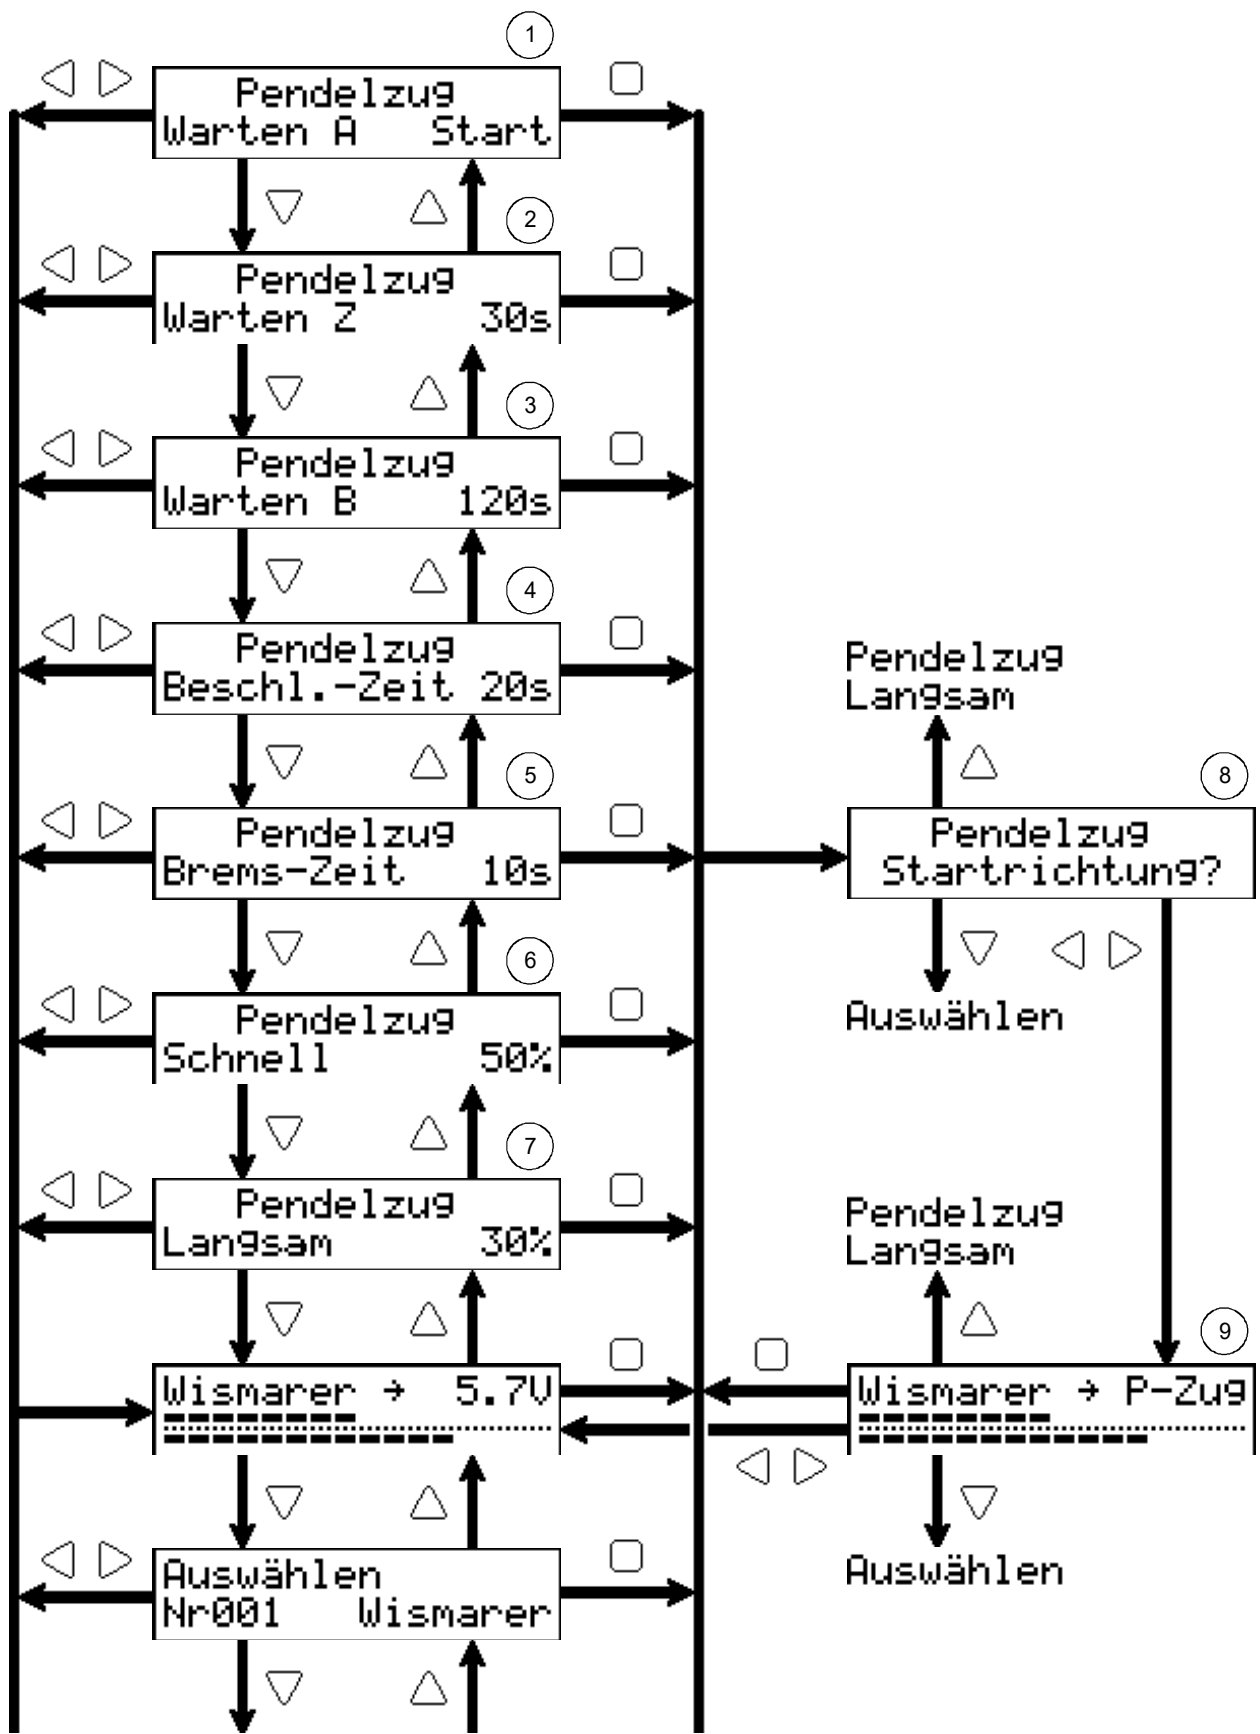 1
Pendelzug
Warten A Start
2
Pendelzug
Warten Z 30s
3
Pendelzug
Warten B 120s
4
Pendelzug
Beschl.-Zeit 20s
Pendelzug
Langsam
5
Pendelzug
Brems-Zeit 10s
8
Pendelzug
Startrichtung?
6
Pendelzug
Schnell 50%
Auswählen
7
Pendelzug
Langsam 30%
Pendelzug
Langsam
Wismarer → 5.7V
9
Wismarer → P-Zug
Auswählen
Nr001 Wismarer
Auswählen